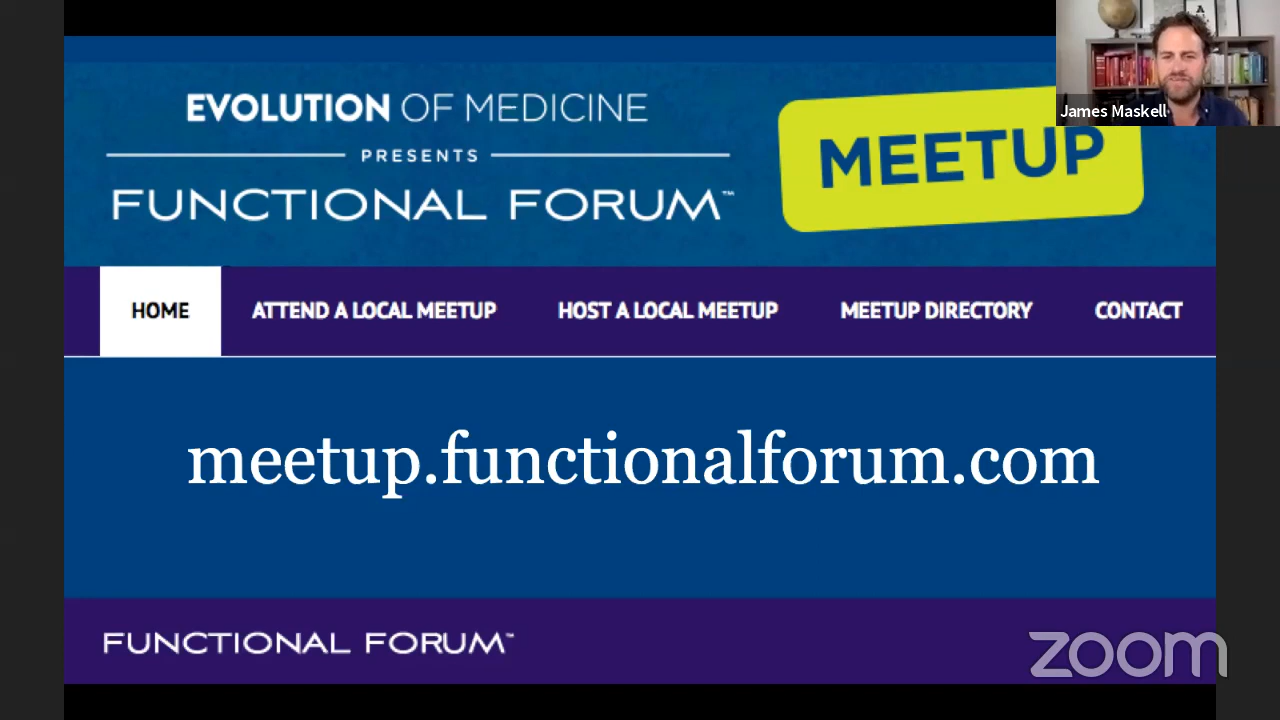 EVOLUTION OF MEDICINE
PRESENTS
FUNCTIONAL FORUM™
MEETUP
James Maskell
HOME ATTEND A LOCAL MEETUP HOST A LOCAL MEETUP MEETUP DIRECTORY CONTACT
meetup.functionalforum.com
FUNCTIONAL FORUM™
zoom